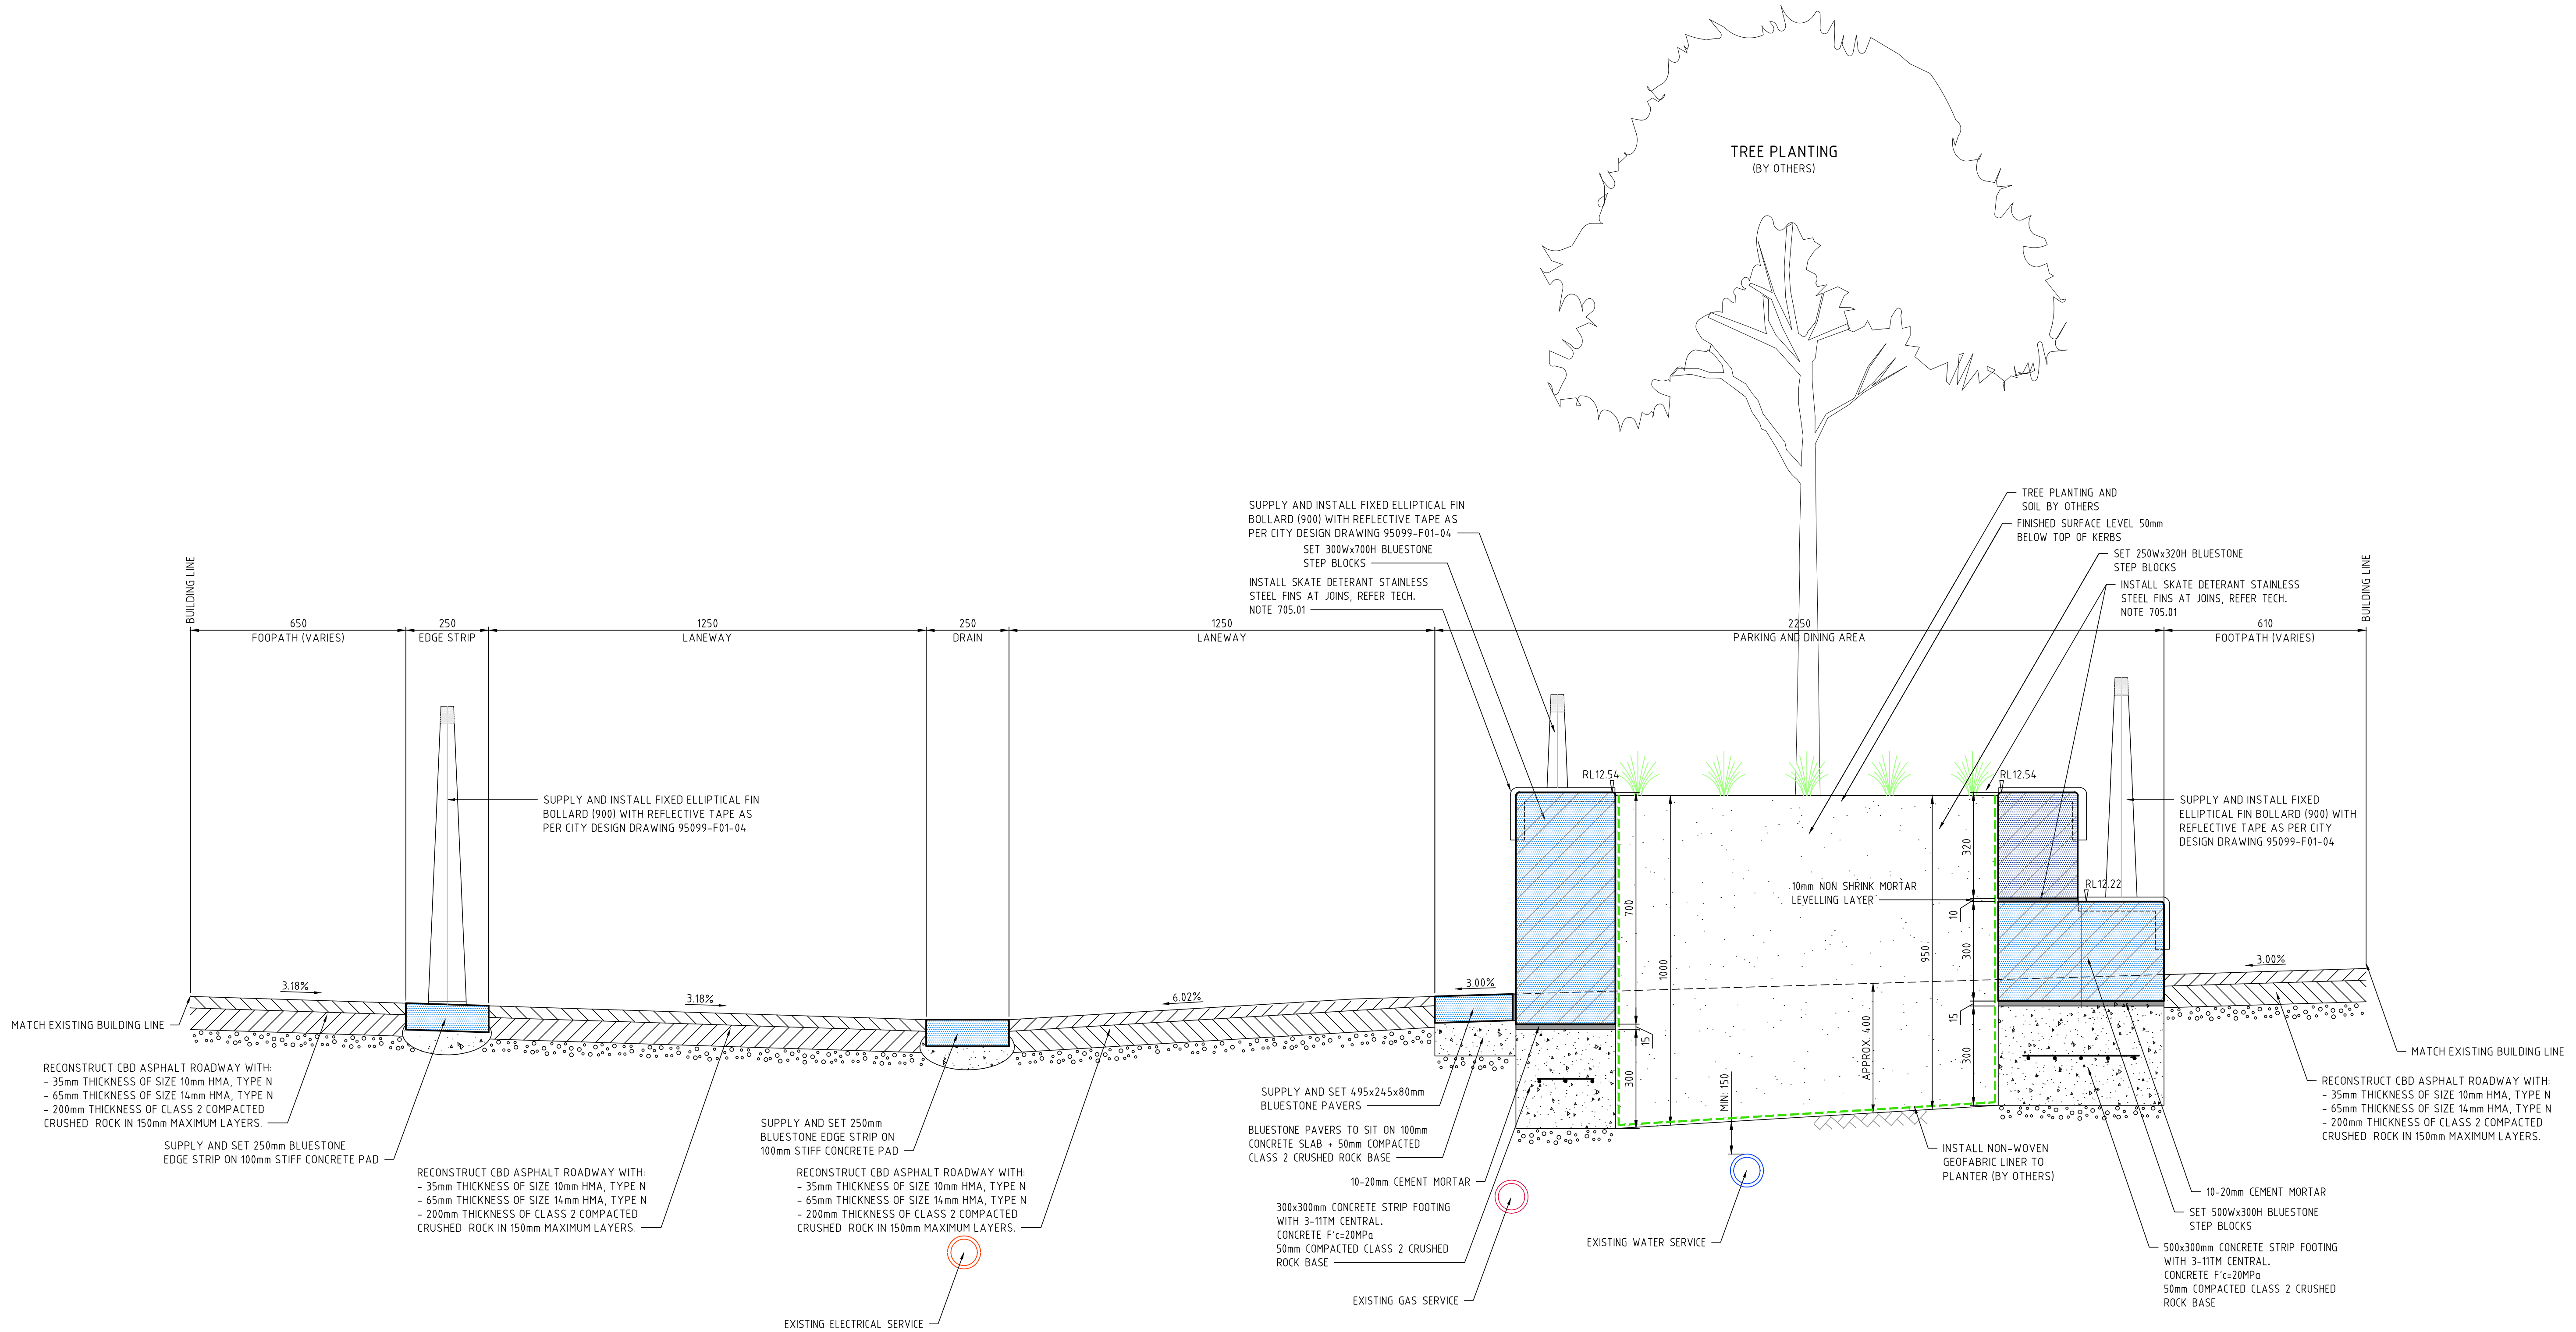 TREE PLANTING
(BY OTHERS)
SUPPLY AND INSTALL FIXED ELLIPTICAL FIN
BOLLARD (900) WITH REFLECTIVE TAPE AS
PER CITY DESIGN DRAWING 95099-F01-04
SET 300Wx700H BLUESTONE
STEP BLOCKS
INSTALL SKATE DETERANT STAINLESS
STEEL FINS AT JOINS, REFER TECH.
NOTE 705.01
TREE PLANTING AND
SOIL BY OTHERS
FINISHED SURFACE LEVEL 50mm
BELOW TOP OF KERBS
SET 250Wx320H BLUESTONE
STEP BLOCKS
INSTALL SKATE DETERANT STAINLESS
STEEL FINS AT JOINS, REFER TECH.
NOTE 705.01
BUILDING LINE
650
FOOPATH (VARIES)
250
EDGE STRIP
1250
LANEWAY
250
DRAIN
1250
LANEWAY
2250
PARKING AND DINING AREA
610
FOOTPATH (VARIES)
BUILDING LINE
SUPPLY AND INSTALL FIXED ELLIPTICAL FIN
BOLLARD (900) WITH REFLECTIVE TAPE AS
PER CITY DESIGN DRAWING 95099-F01-04
RL12.54
RL12.54
SUPPLY AND INSTALL FIXED
ELLIPTICAL FIN BOLLARD (900) WITH
REFLECTIVE TAPE AS PER CITY
DESIGN DRAWING 95099-F01-04
RL12.22
10mm NON SHRINK MORTAR
LEVELLING LAYER
700
1000
15
300
950
APPROX. 400
MIN: 150
320
10
300
15
300
3.18%
3.18%
6.02%
3.00%
3.00%
MATCH EXISTING BUILDING LINE
MATCH EXISTING BUILDING LINE
RECONSTRUCT CBD ASPHALT ROADWAY WITH:
- 35mm THICKNESS OF SIZE 10mm HMA, TYPE N
- 65mm THICKNESS OF SIZE 14mm HMA, TYPE N
- 200mm THICKNESS OF CLASS 2 COMPACTED
CRUSHED ROCK IN 150mm MAXIMUM LAYERS.
SUPPLY AND SET 250mm BLUESTONE
EDGE STRIP ON 100mm STIFF CONCRETE PAD
RECONSTRUCT CBD ASPHALT ROADWAY WITH:
- 35mm THICKNESS OF SIZE 10mm HMA, TYPE N
- 65mm THICKNESS OF SIZE 14mm HMA, TYPE N
- 200mm THICKNESS OF CLASS 2 COMPACTED
CRUSHED ROCK IN 150mm MAXIMUM LAYERS.
SUPPLY AND SET 250mm
BLUESTONE EDGE STRIP ON
100mm STIFF CONCRETE PAD
RECONSTRUCT CBD ASPHALT ROADWAY WITH:
- 35mm THICKNESS OF SIZE 10mm HMA, TYPE N
- 65mm THICKNESS OF SIZE 14mm HMA, TYPE N
- 200mm THICKNESS OF CLASS 2 COMPACTED
CRUSHED ROCK IN 150mm MAXIMUM LAYERS.
EXISTING ELECTRICAL SERVICE
SUPPLY AND SET 495x245x80mm
BLUESTONE PAVERS
BLUESTONE PAVERS TO SIT ON 100mm
CONCRETE SLAB + 50mm COMPACTED
CLASS 2 CRUSHED ROCK BASE
10-20mm CEMENT MORTAR
300x300mm CONCRETE STRIP FOOTING
WITH 3-11TM CENTRAL.
CONCRETE F'c=20MPa
50mm COMPACTED CLASS 2 CRUSHED
ROCK BASE
EXISTING GAS SERVICE
EXISTING WATER SERVICE
INSTALL NON-WOVEN
GEOFABRIC LINER TO
PLANTER (BY OTHERS)
RECONSTRUCT CBD ASPHALT ROADWAY WITH:
- 35mm THICKNESS OF SIZE 10mm HMA, TYPE N
- 65mm THICKNESS OF SIZE 14mm HMA, TYPE N
- 200mm THICKNESS OF CLASS 2 COMPACTED
CRUSHED ROCK IN 150mm MAXIMUM LAYERS.
10-20mm CEMENT MORTAR
SET 500Wx300H BLUESTONE
STEP BLOCKS
500x300mm CONCRETE STRIP FOOTING
WITH 3-11TM CENTRAL.
CONCRETE F'c=20MPa
50mm COMPACTED CLASS 2 CRUSHED
ROCK BASE